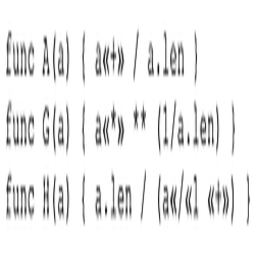 func A(a) { a«+» / a.len }
func G(a) { a«*» ** (1/a.len) }
func H(a) { a.len / (a«/«1 «+») }